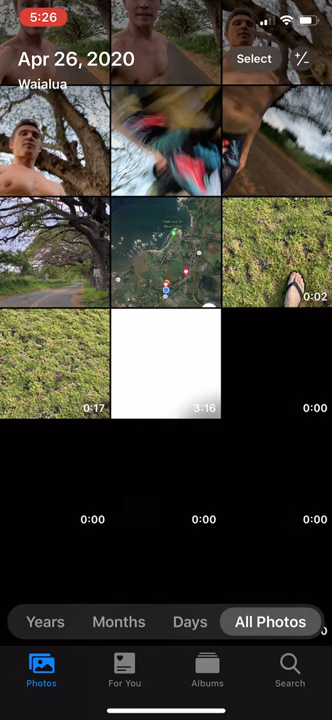 5:26
Apr 26, 2020
Select
Waialua
0:02
0:17
3:16
0:00
0:00
0:00
0:00
Years
Months
Days
All Photos
Photos
For You
Albums
Search